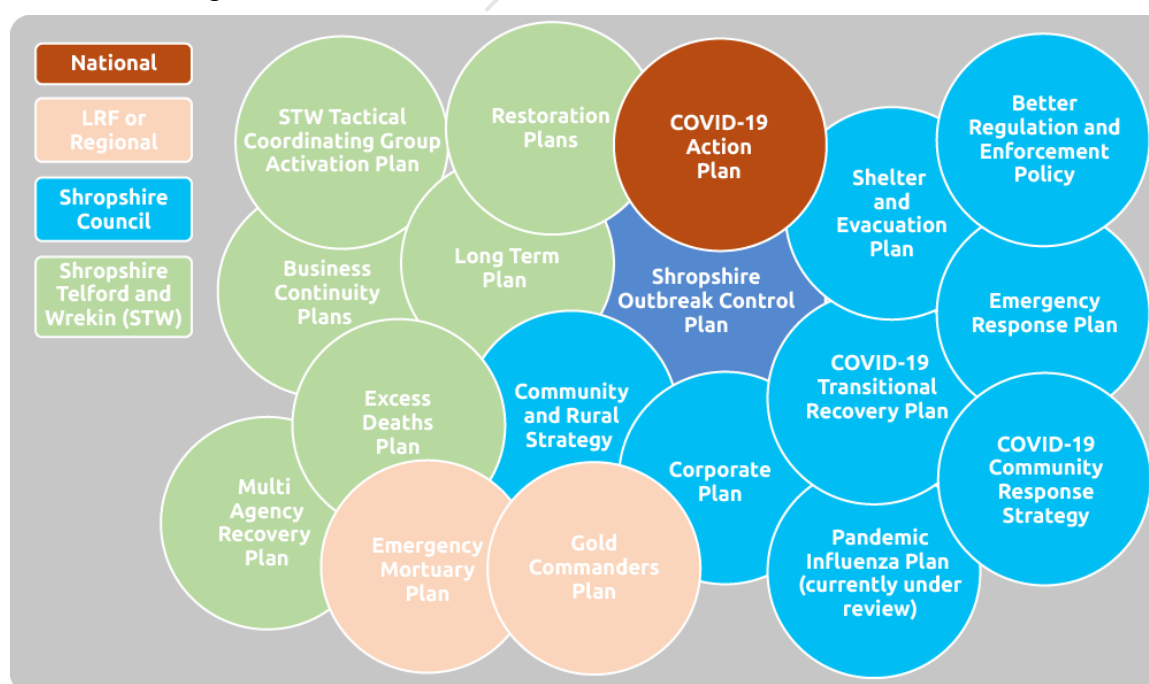 National
LRF or
Regional
Shropshire
Council
Shropshire
Telford and
Wrekin (STW)
STW Tactical
Coordinating Group
Activation Plan
Restoration
Plans
COVID-19
Action
Plan
Better
Regulation and
Enforcement
Policy
Shelter
and
Evacuation
Plan
Business
Continuity
Plans
Long Term
Plan
Shropshire
Outbreak Control
Plan
Emergency
Response Plan
Excess
Deaths
Plan
Community
and Rural
Strategy
COVID-19
Transitional
Recovery Plan
Corporate
Plan
COVID-19
Community
Response
Strategy
Multi
Agency
Recovery
Plan
Emergency
Mortuary
Plan
Gold
Commanders
Plan
Pandemic
Influenza Plan
(currently under
review)